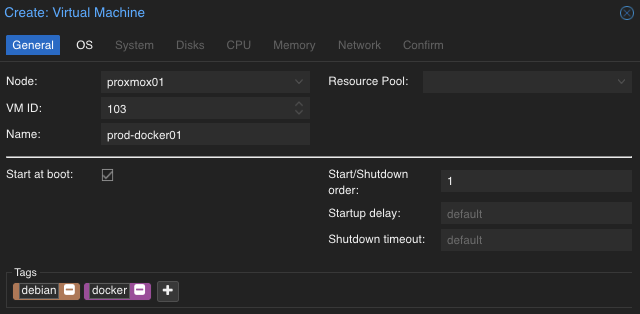 Create: Virtual Machine
General OS System Disks CPU Memory Network Confirm
Node: proxmox01 Resource Pool:
VM ID: 103
Name: prod-docker01
Start at boot: Start/Shutdown order: 1
Startup delay: default
Shutdown timeout: default
Tags
debian docker